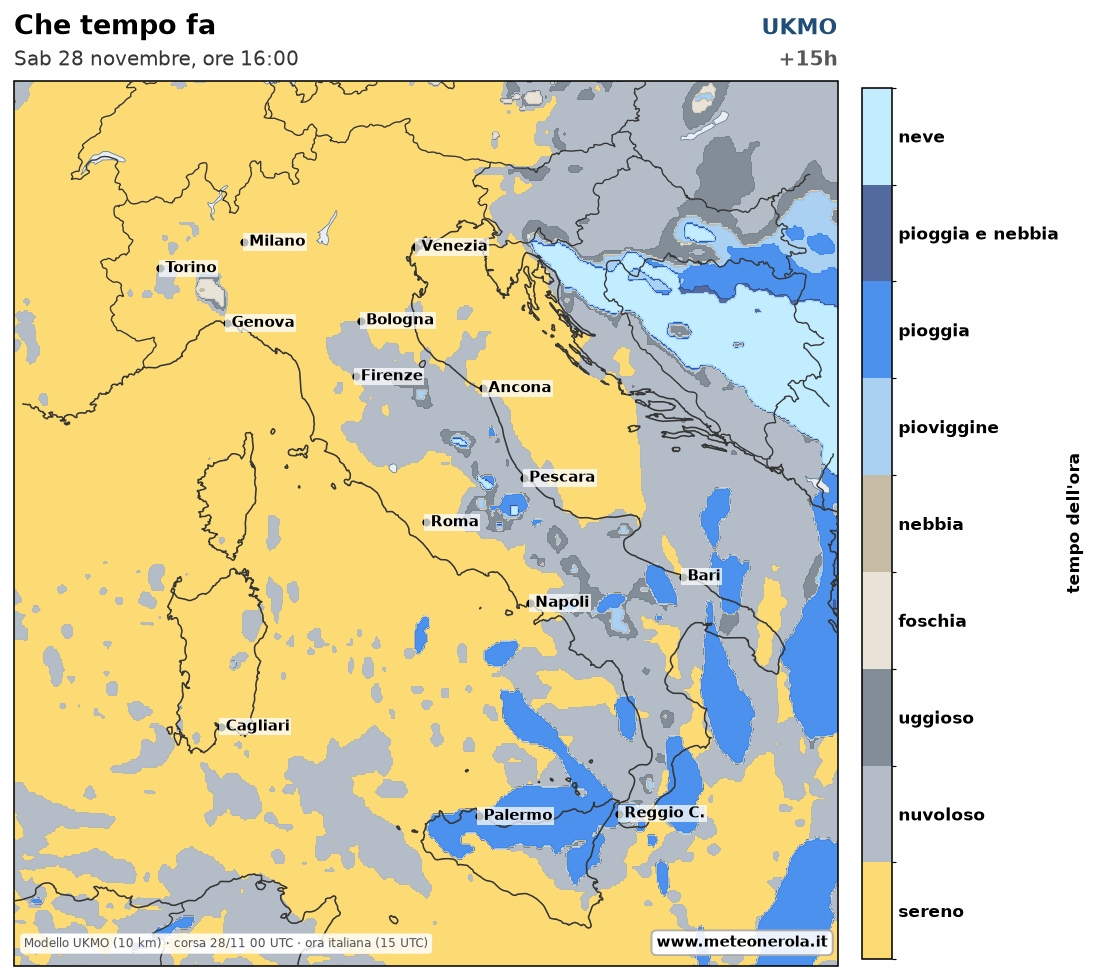 Che tempo fa
UKMO
Sab 28 novembre, ore 16:00
+15h
neve
pioggia e nebbia
pioggia
pioviggine
nebbia
foschia
uggioso
nuvoloso
sereno
tempo dell'ora
Milano
Venezia
Torino
Genova
Bologna
Firenze
Ancona
Pescara
Roma
Bari
Napoli
Cagliari
Palermo
Reggio C.
Modello UKMO (10 km) · corsa 28/11 00 UTC · ora italiana (15 UTC)
www.meteonerola.it